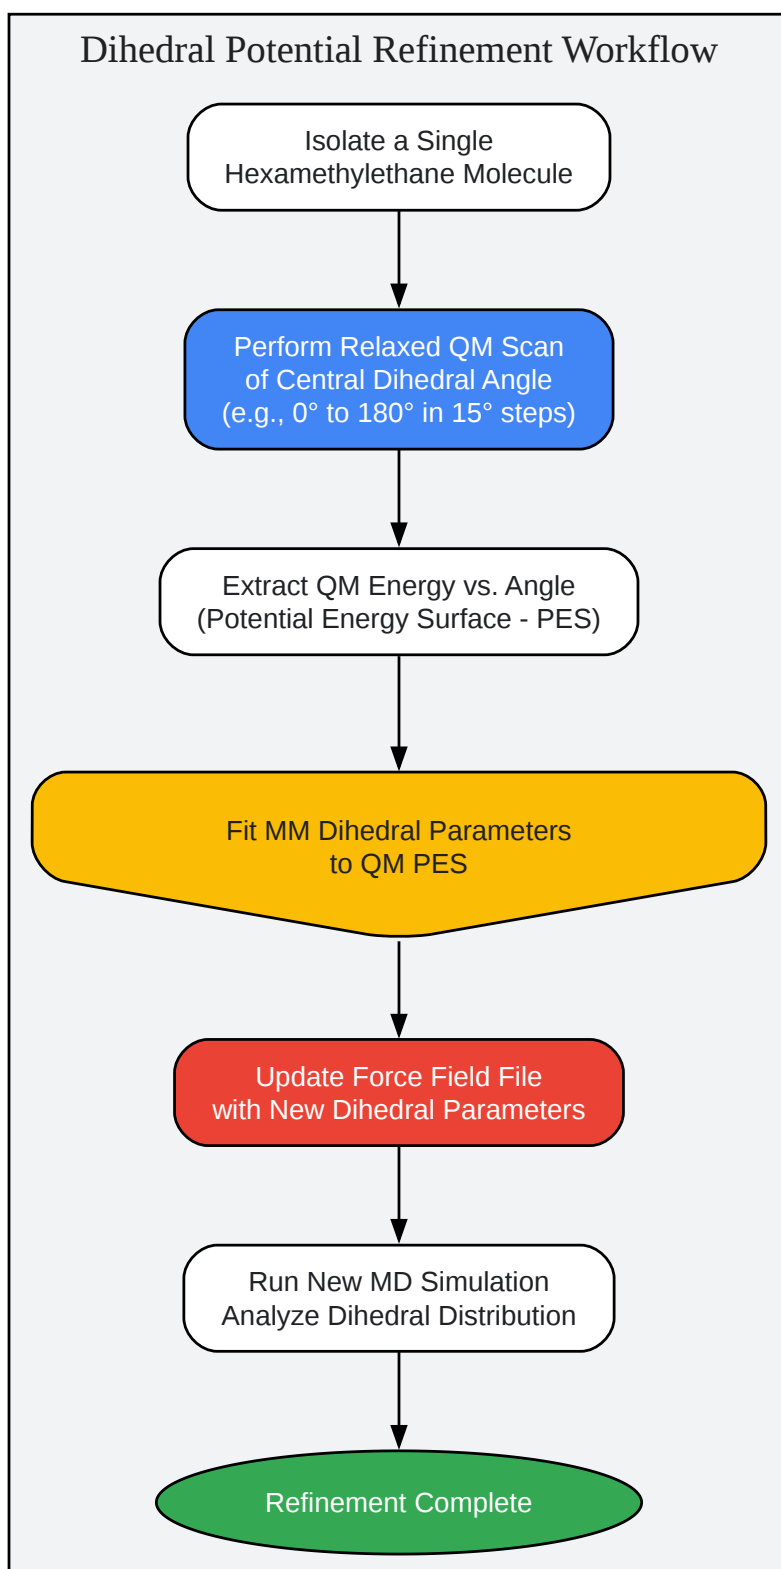 Dihedral Potential Refinement Workflow
Isolate a Single
Hexamethylethane Molecule
Perform Relaxed QM Scan
of Central Dihedral Angle
(e.g., 0° to 180° in 15° steps)
Extract QM Energy vs. Angle
(Potential Energy Surface - PES)
Fit MM Dihedral Parameters
to QM PES
Update Force Field File
with New Dihedral Parameters
Run New MD Simulation
Analyze Dihedral Distribution
Refinement Complete